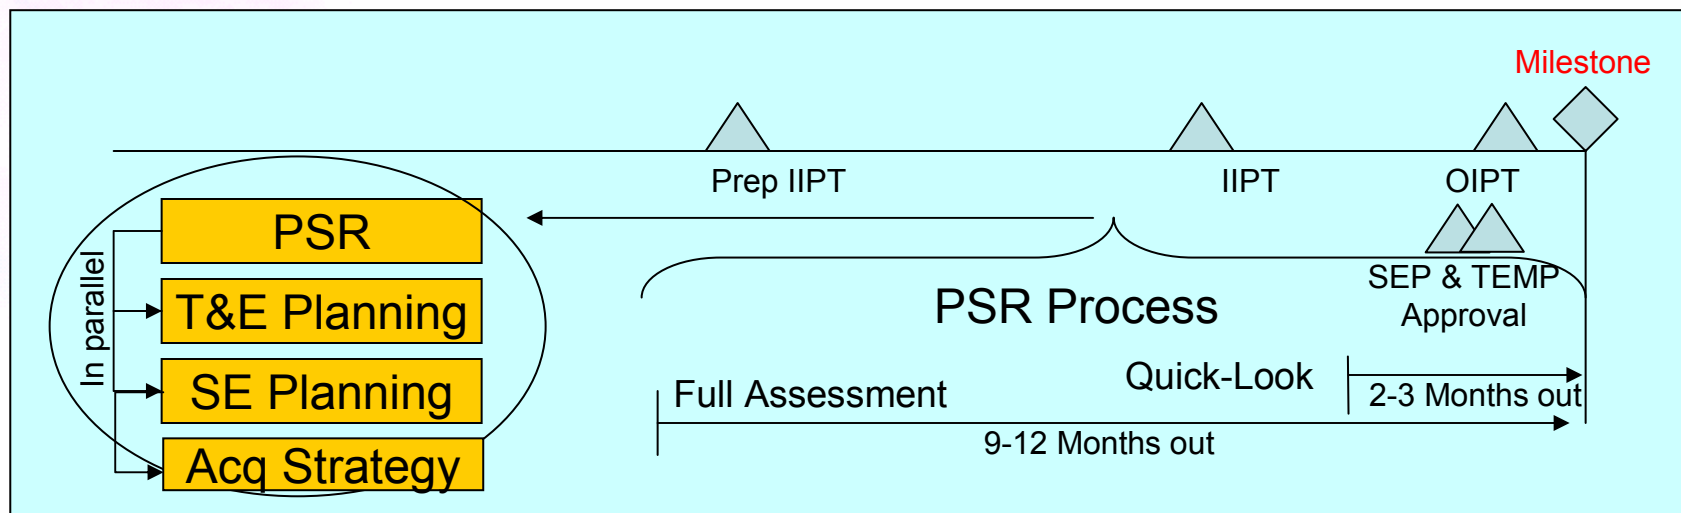 Milestone
Prep IIPT
IIPT
OIPT
In parallel
PSR
T&E Planning
SE Planning
Acq Strategy
PSR Process
SEP & TEMP
Approval
Full Assessment
Quick-Look
2-3 Months out
9-12 Months out